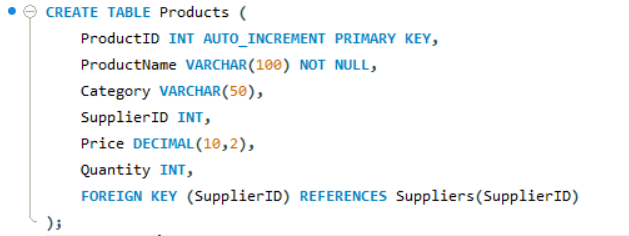 CREATE TABLE Products (
ProductID INT AUTO_INCREMENT PRIMARY KEY,
ProductName VARCHAR(100) NOT NULL,
Category VARCHAR(50),
SupplierID INT,
Price DECIMAL(10,2),
Quantity INT,
FOREIGN KEY (SupplierID) REFERENCES Suppliers(SupplierID)
);